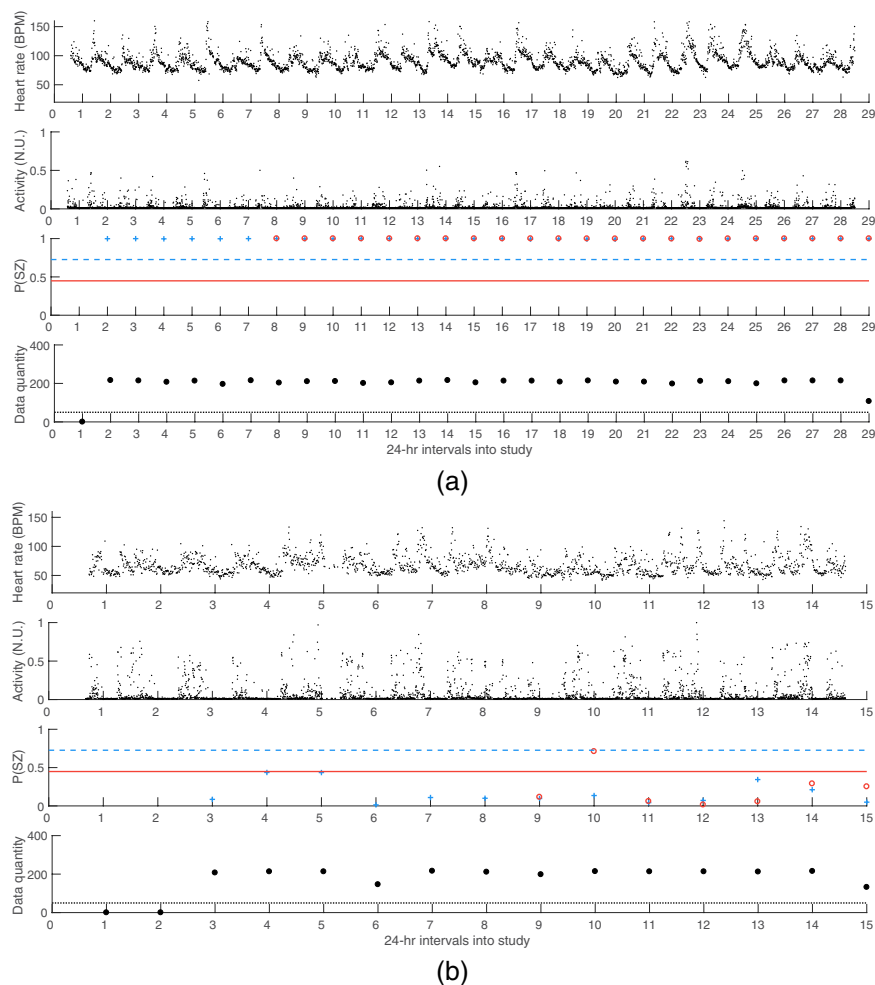 Heart rate (BPM)
150
100
50
0 1 2 3 4 5 6 7 8 9 10 11 12 13 14 15 16 17 18 19 20 21 22 23 24 25 26 27 28 29
Activity (N.U.)
1
0.5
0
0 1 2 3 4 5 6 7 8 9 10 11 12 13 14 15 16 17 18 19 20 21 22 23 24 25 26 27 28 29
P(SZ)
1
0.5
0
0 1 2 3 4 5 6 7 8 9 10 11 12 13 14 15 16 17 18 19 20 21 22 23 24 25 26 27 28 29
Data quantity
400
200
0
0 1 2 3 4 5 6 7 8 9 10 11 12 13 14 15 16 17 18 19 20 21 22 23 24 25 26 27 28 29
24-hr intervals into study
(a)
Heart rate (BPM)
150
100
50
0 1 2 3 4 5 6 7 8 9 10 11 12 13 14 15
Activity (N.U.)
1
0.5
0
0 1 2 3 4 5 6 7 8 9 10 11 12 13 14 15
P(SZ)
1
0.5
0
0 1 2 3 4 5 6 7 8 9 10 11 12 13 14 15
Data quantity
400
200
0
0 1 2 3 4 5 6 7 8 9 10 11 12 13 14 15
24-hr intervals into study
(b)